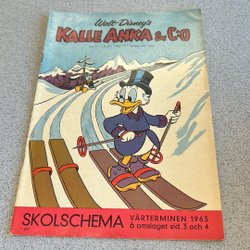 Walt Disney's
KALLE ANKA & C:O
SKOLSCHEMA
VÅRTERMINEN 1963
å omslaget sid. 3 och 4